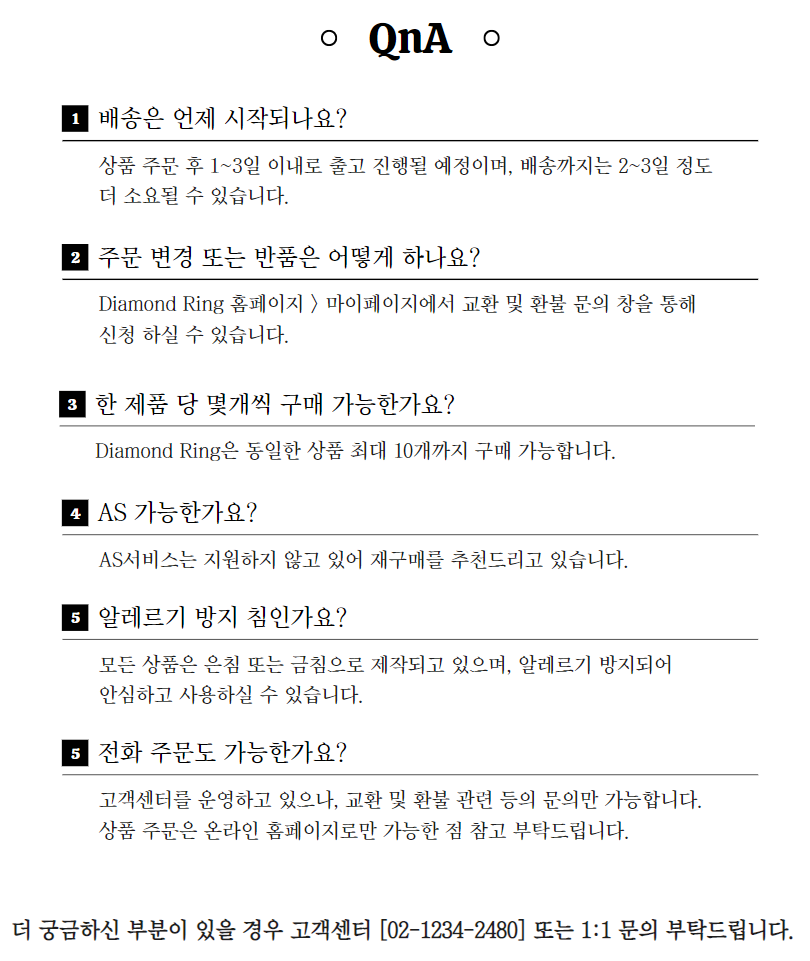 QnA
1 배송은 언제 시작되나요?
상품 주문 후 1~3일 이내로 출고 진행될 예정이며, 배송까지는 2~3일 정도
더 소요될 수 있습니다.
2 주문 변경 또는 반품은 어떻게 하나요?
Diamond Ring 홈페이지 > 마이페이지에서 교환 및 환불 문의 창을 통해
신청 하실 수 있습니다.
3 한 제품 당 몇개씩 구매 가능한가요?
Diamond Ring은 동일한 상품 최대 10개까지 구매 가능합니다.
4 AS 가능한가요?
AS서비스는 지원하지 않고 있어 재구매를 추천드리고 있습니다.
5 알레르기 방지 침인가요?
모든 상품은 은침 또는 금침으로 제작되고 있으며, 알레르기 방지되어
안심하고 사용하실 수 있습니다.
5 전화 주문도 가능한가요?
고객센터를 운영하고 있으나, 교환 및 환불 관련 등의 문의만 가능합니다.
상품 주문은 온라인 홈페이지로만 가능한 점 참고 부탁드립니다.
더 궁금하신 부분이 있을 경우 고객센터 [02-1234-2480] 또는 1:1 문의 부탁드립니다.